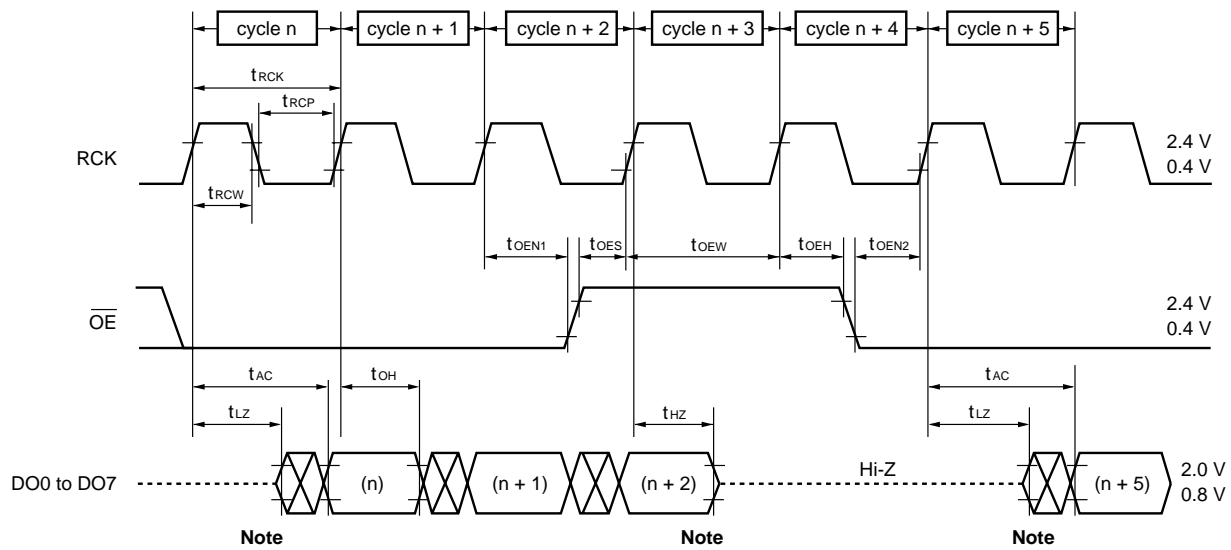 cycle n cycle n + 1 cycle n + 2 cycle n + 3 cycle n + 4 cycle n + 5
tRCK
tRCP
RCK
2.4 V
0.4 V
tRCW
tOEN1 tOES tOEW tOEH tOEN2
OE
2.4 V
0.4 V
tAC tOH tAC
tLZ tHZ tLZ
DO0 to DO7 (n) (n + 1) (n + 2) Hi-Z (n + 5)
2.0 V
0.8 V
Note Note Note